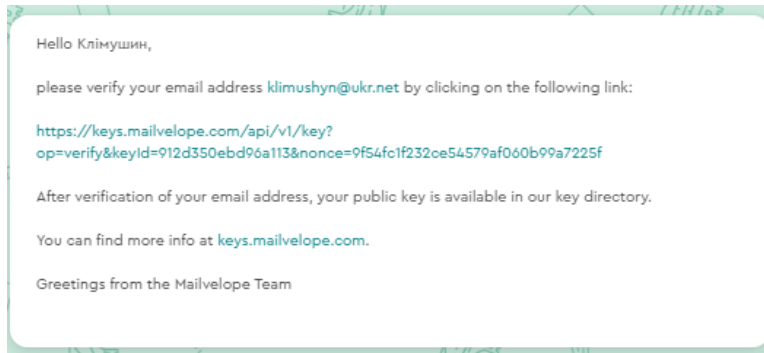 Hello Клімушин,
please verify your email address klimushyn@ukr.net by clicking on the following link:
https://keys.mailvelope.com/api/v1/key?
op=verify&keyId=912d350ebd96a113&nonce=9f54fc1f232ce54579af060b99a7225f
After verification of your email address, your public key is available in our key directory.
You can find more info at keys.mailvelope.com.
Greetings from the Mailvelope Team